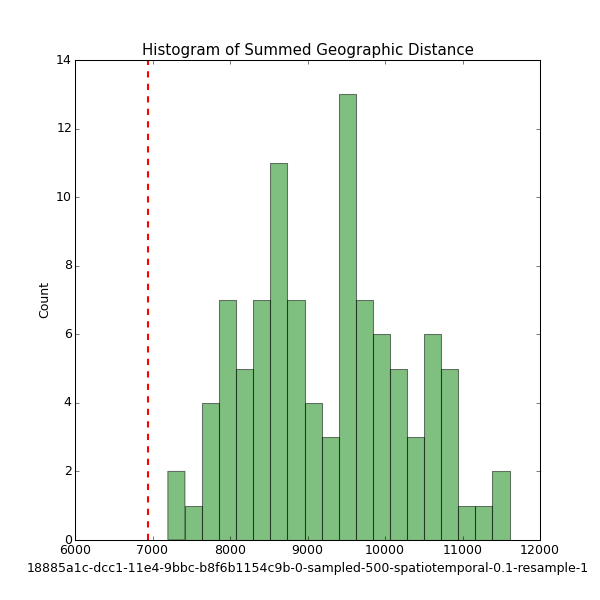 Histogram of Summed Geographic Distance
14
12
10
8
6
4
2
0
Count
6000 7000 8000 9000 10000 11000 12000
18885a1c-dcc1-11e4-9bbc-b8f6b1154c9b-0-sampled-500-spatiotemporal-0.1-resample-1